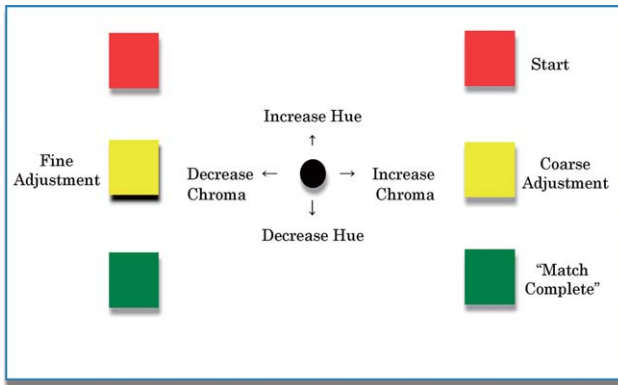 Start
Increase Hue
↑
Fine
Adjustment
Decrease ←
Chroma
→ Increase
Chroma
Coarse
Adjustment
↓
Decrease Hue
“Match
Complete”